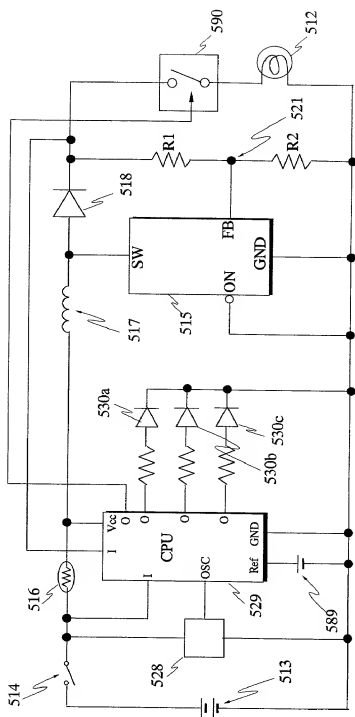 514
516
517
518
590
512
I
Vcc
O
I
O
O
O
CPU
OSC
Ref
GND
529
528
589
513
530a
530b
530c
SW
FB
ON
GND
515
R1
R2
521